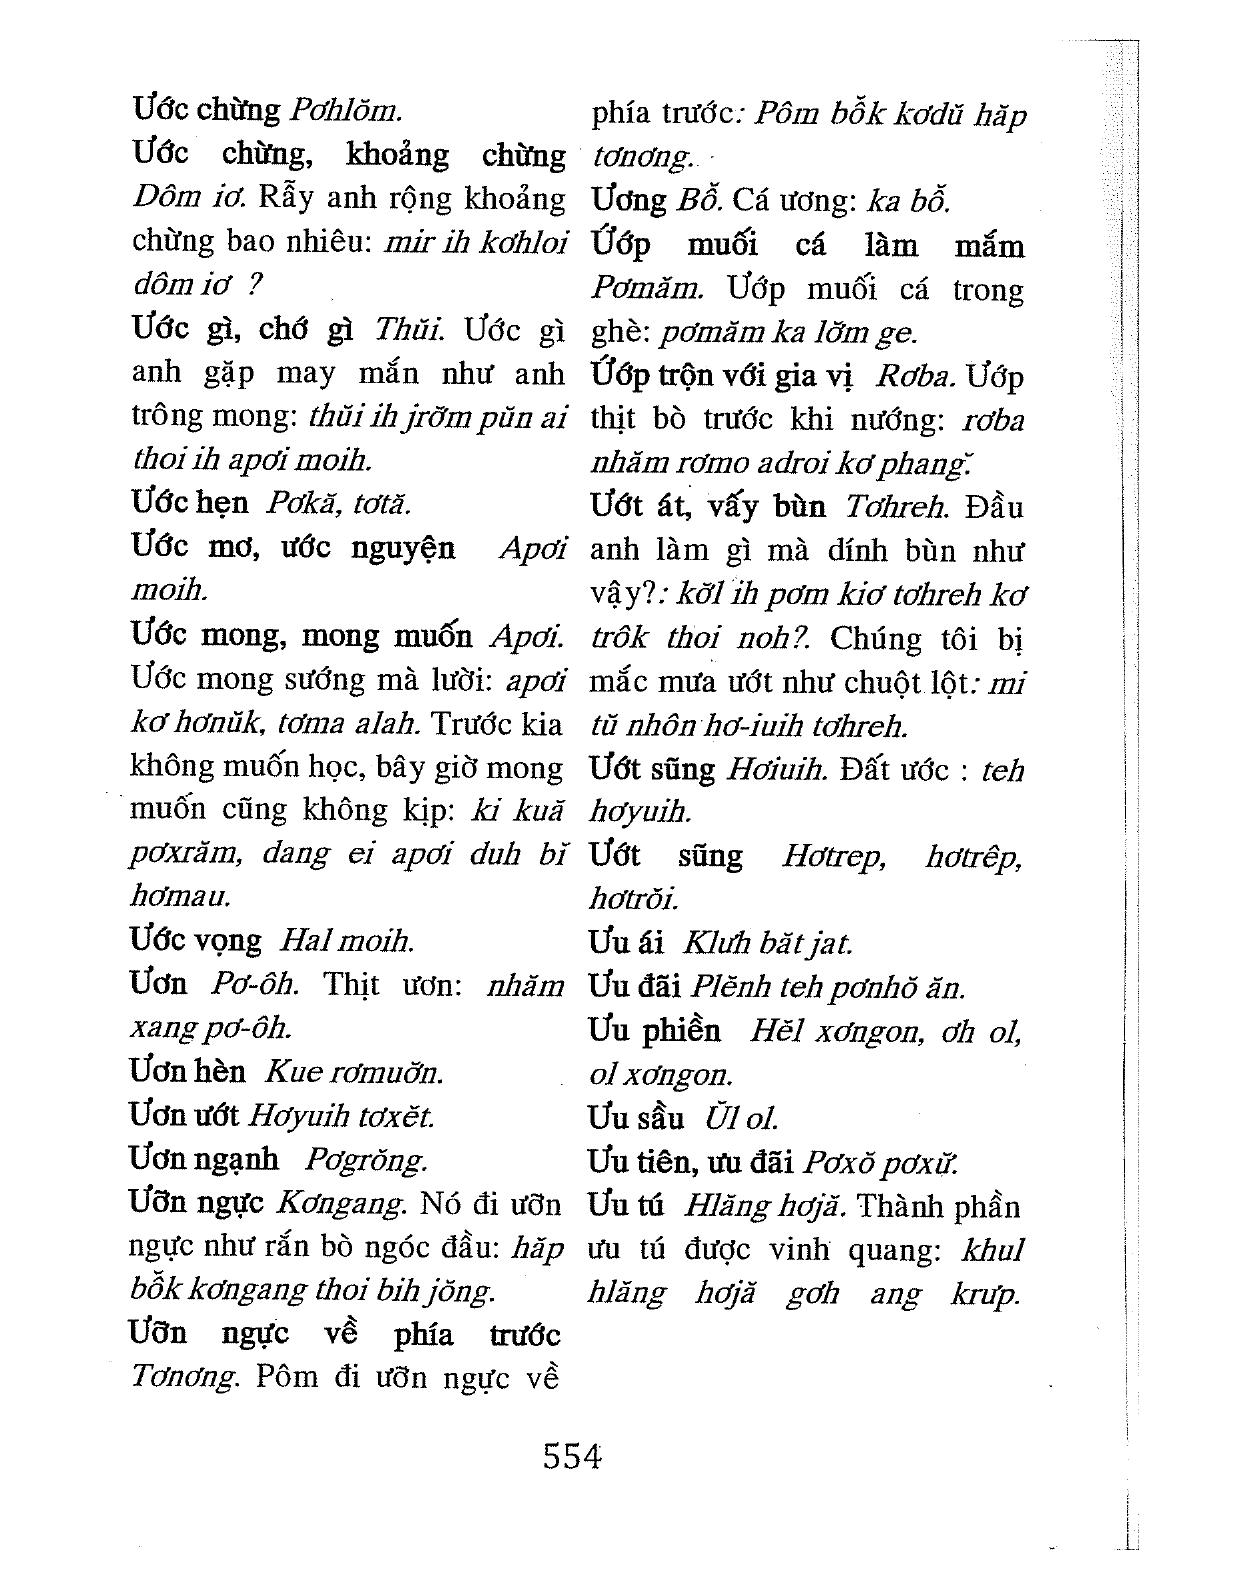 Ước chừng Pơhlŏm.
Ước chừng, khoảng chừng
Dôm iơ. Rẫy anh rộng khoảng
chừng bao nhiêu: mir ih kơhloi
dôm iơ ?
Ước gì, chớ gì Thŭi. Ước gì
anh gặp may mắn như anh
trông mong: thŭi ih jrơ̆m pŭn ai
thoi ih apơi moih.
Ước hẹn Pơkă, tơtă.
Ước mơ, ước nguyện Apơi
moih.
Ước mong, mong muốn Apơi.
Ước mong sướng mà lười: apơi
kơ hơnŭk, tơma alah. Trước kia
không muốn học, bây giờ mong
muốn cũng không kịp: ki kuă
pơxrăm, dang ei apơi duh bĭ
hơmau.
Ước vọng Hal moih.
Ươn Pơ-ôh. Thịt ươn: nhăm
xang pơ-ôh.
Ươn hèn Kue rơmuơ̆n.
Ươn ướt Hơyuih tơxĕt.
Ươn ngạnh Pơgrŏng.
Ưỡn ngực Kơngang. Nó đi ưỡn
ngực như rắn bò ngóc đầu: hăp
bô̆k kơngang thoi bih jŏng.
Ưỡn ngực về phía trước
Tơnơng. Pôm đi ưỡn ngực về
phía trước: Pôm bô̆k kơdŭ hăp
tơnơng.
Ương Bô̆. Cá ương: ka bô̆.
Ướp muối cá làm mắm
Pơmăm. Ướp muối cá trong
ghè: pơmăm ka lơ̆m ge.
Ướp trộn với gia vị Rơba. Ướp
thịt bò trước khi nướng: rơba
nhăm rơmo adroi kơ phang.
Ướt át, vấy bùn Tơhreh. Đầu
anh làm gì mà dính bùn như
vậy?: kơ̆l ih pơm kiơ tơhreh kơ
trôk thoi noh?. Chúng tôi bị
mắc mưa ướt như chuột lột: mi
tŭ nhôn hơ-iuih tơhreh.
Ướt sũng Hơiuih. Đất ước : teh
hơyuih.
Ướt sũng Hơtrep, hơtrêp,
hơtrŏi.
Ưu ái Klưh băt jat.
Ưu đãi Plĕnh teh pơnhŏ ăn.
Ưu phiền Hĕl xơngon, ơh ol,
ol xơngon.
Ưu sầu Ŭl ol.
Ưu tiên, ưu đãi Pơxŏ pơxư̆.
Ưu tú Hlăng hơjă. Thành phần
ưu tú được vinh quang: khul
hlăng hơjă gơh ang krưp.
554